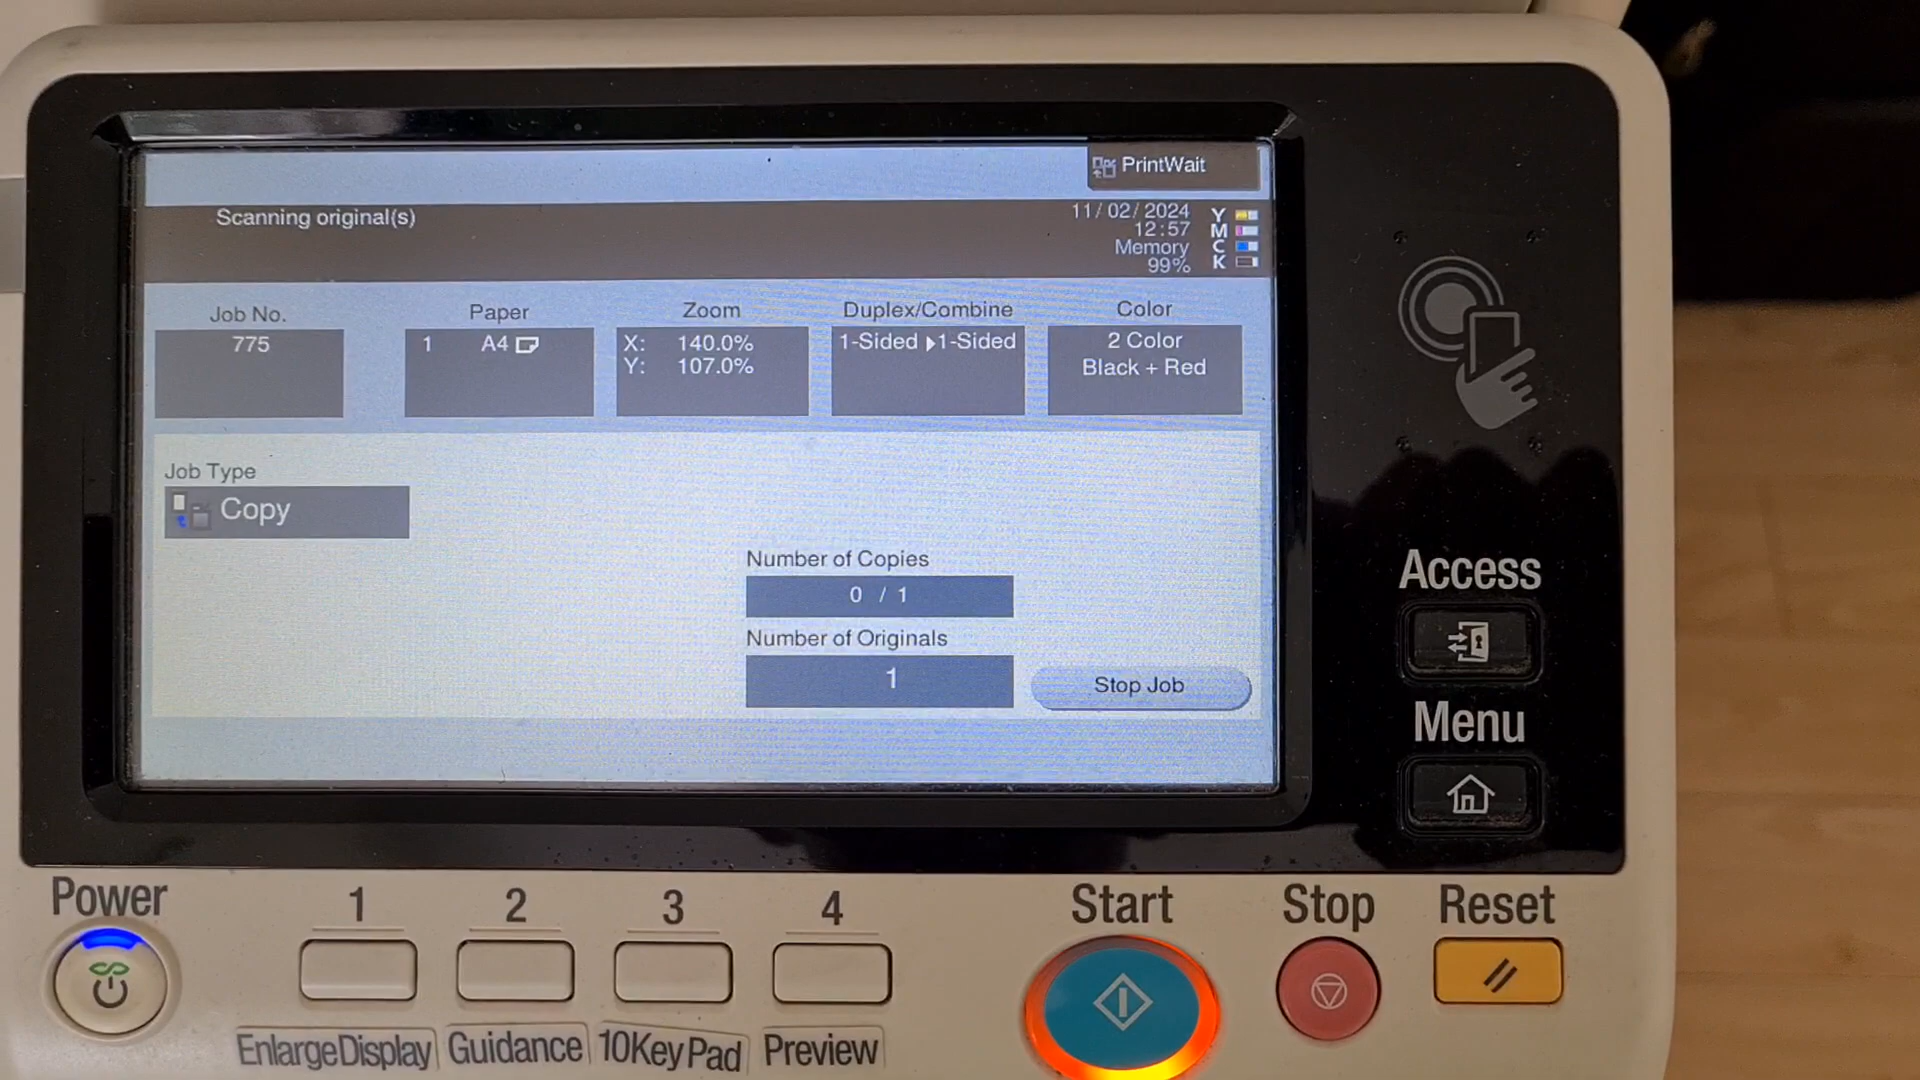 PrintWait
Scanning original(s)
11/02/2024
12:57
Memory
99%
Y
M
C
K
Job No.
775
Paper
1 A4
Zoom
X: 140.0%
Y: 107.0%
Duplex/Combine
1-Sided ▶1-Sided
Color
2 Color
Black + Red
Job Type
Copy
Number of Copies
0 / 1
Number of Originals
1
Stop Job
Access
Menu
Power
1
2
3
4
Start
Stop
Reset
EnlargeDisplay
Guidance
10KeyPad
Preview